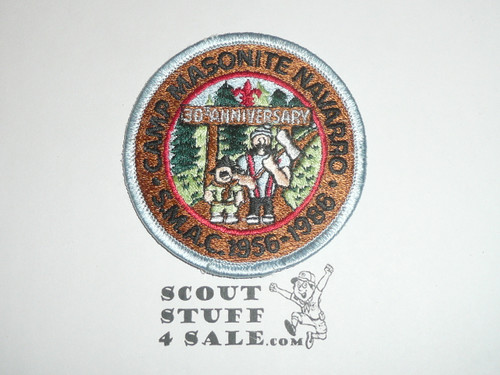 CAMP MASONITE NAVARRO
30th ANNIVERSARY
S.M.A.C. 1956-1986
SCOUT
STUFF
4 SALE.COM